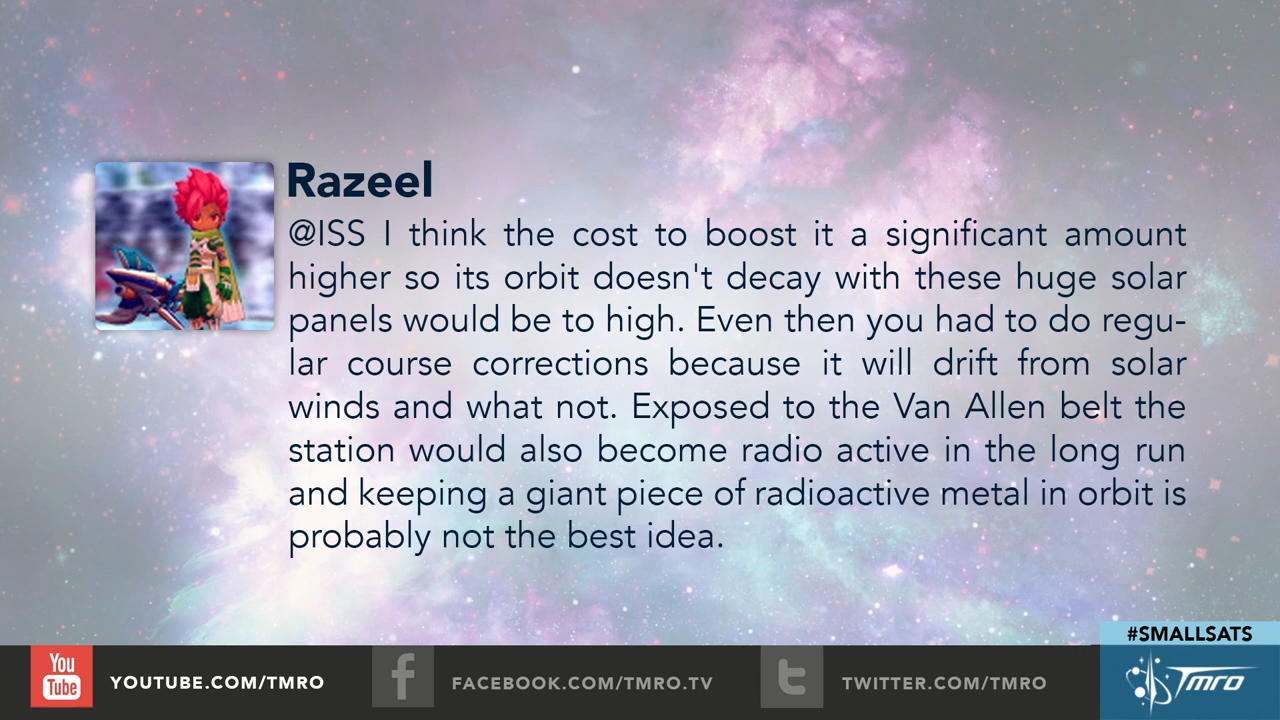 Razeel
@ISS I think the cost to boost it a significant amount
higher so its orbit doesn't decay with these huge solar
panels would be to high. Even then you had to do regu-
lar course corrections because it will drift from solar
winds and what not. Exposed to the Van Allen belt the
station would also become radio active in the long run
and keeping a giant piece of radioactive metal in orbit is
probably not the best idea.
#SMALLSATS
You
Tube
YOUTUBE.COM/TMRO
f
FACEBOOK.COM/TMRO.TV
t
TWITTER.COM/TMRO
Tmro